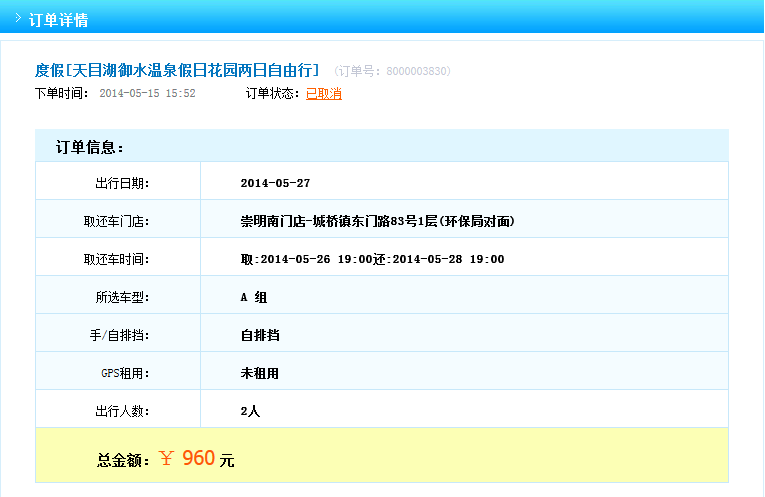 订单详情
度假[天目湖御水温泉假日花园两日自由行] (订单号：8000003830)
下单时间： 2014-05-15 15:52 订单状态：已取消
订单信息：
出行日期： 2014-05-27
取还车门店： 崇明南门店-城桥镇东门路83号1层(环保局对面)
取还车时间： 取:2014-05-26 19:00还:2014-05-28 19:00
所选车型： A 组
手/自排挡： 自排挡
GPS租用： 未租用
出行人数： 2人
总金额：￥ 960 元